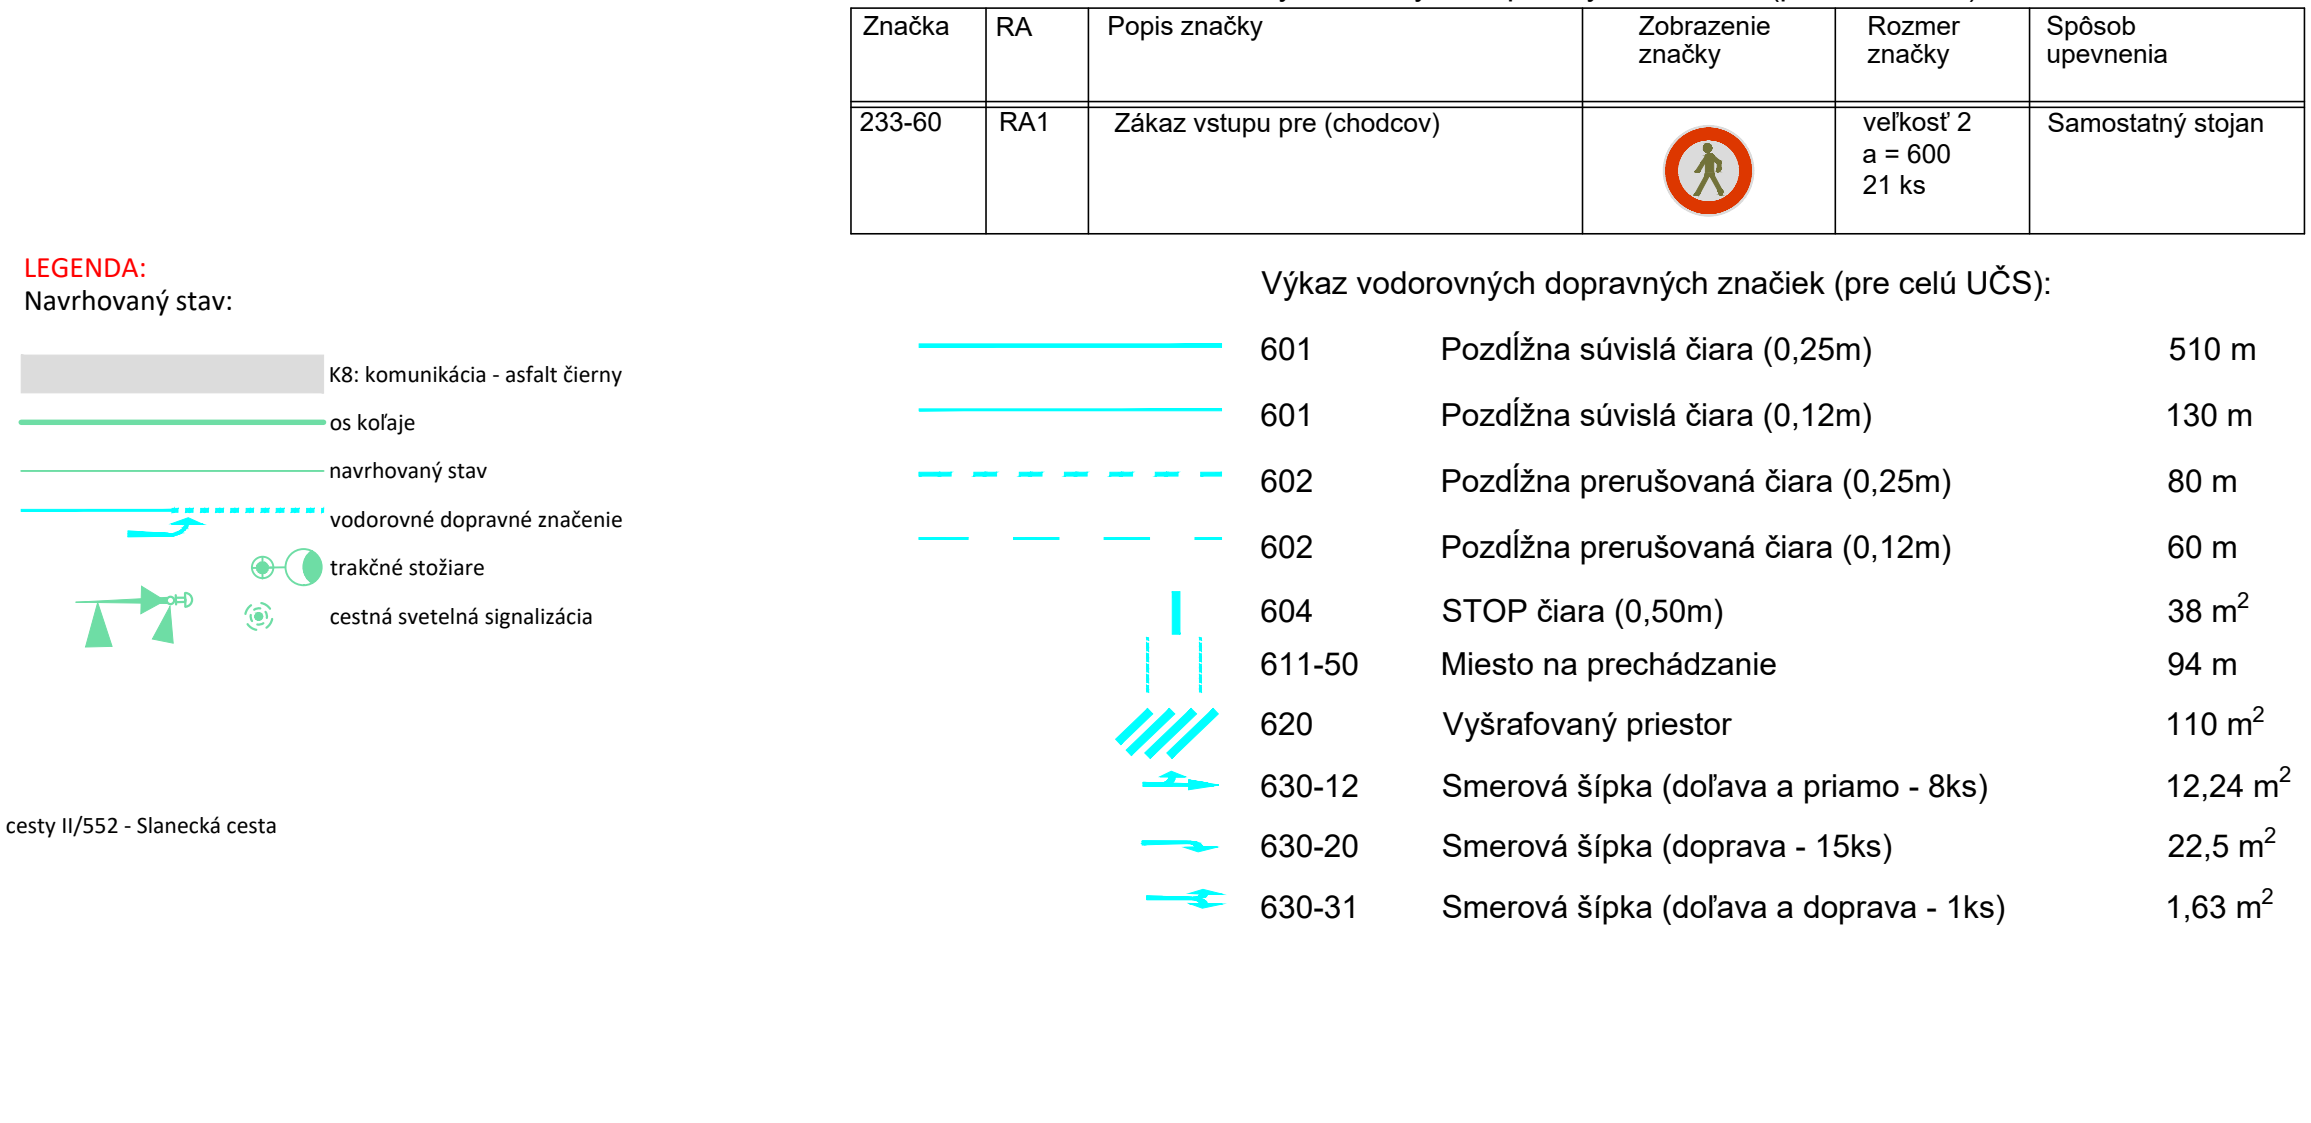 Značka RA Popis značky Zobrazenie značky Rozmer značky Spôsob upevnenia
233-60 RA1 Zákaz vstupu pre (chodcov) veľkosť 2 Samostatný stojan
a = 600
21 ks
LEGENDA:
Navrhovaný stav:
K8: komunikácia - asfalt čierny
os koľaje
navrhovaný stav
vodorovné dopravné značenie
trakčné stožiare
cestná svetelná signalizácia
cesty II/552 - Slanecká cesta
Výkaz vodorovných dopravných značiek (pre celú UČS):
601 Pozdĺžna súvislá čiara (0,25m) 510 m
601 Pozdĺžna súvislá čiara (0,12m) 130 m
602 Pozdĺžna prerušovaná čiara (0,25m) 80 m
602 Pozdĺžna prerušovaná čiara (0,12m) 60 m
604 STOP čiara (0,50m) 38 m²
611-50 Miesto na prechádzanie 94 m
620 Vyšrafovaný priestor 110 m²
630-12 Smerová šípka (doľava a priamo - 8ks) 12,24 m²
630-20 Smerová šípka (doprava - 15ks) 22,5 m²
630-31 Smerová šípka (doľava a doprava - 1ks) 1,63 m²